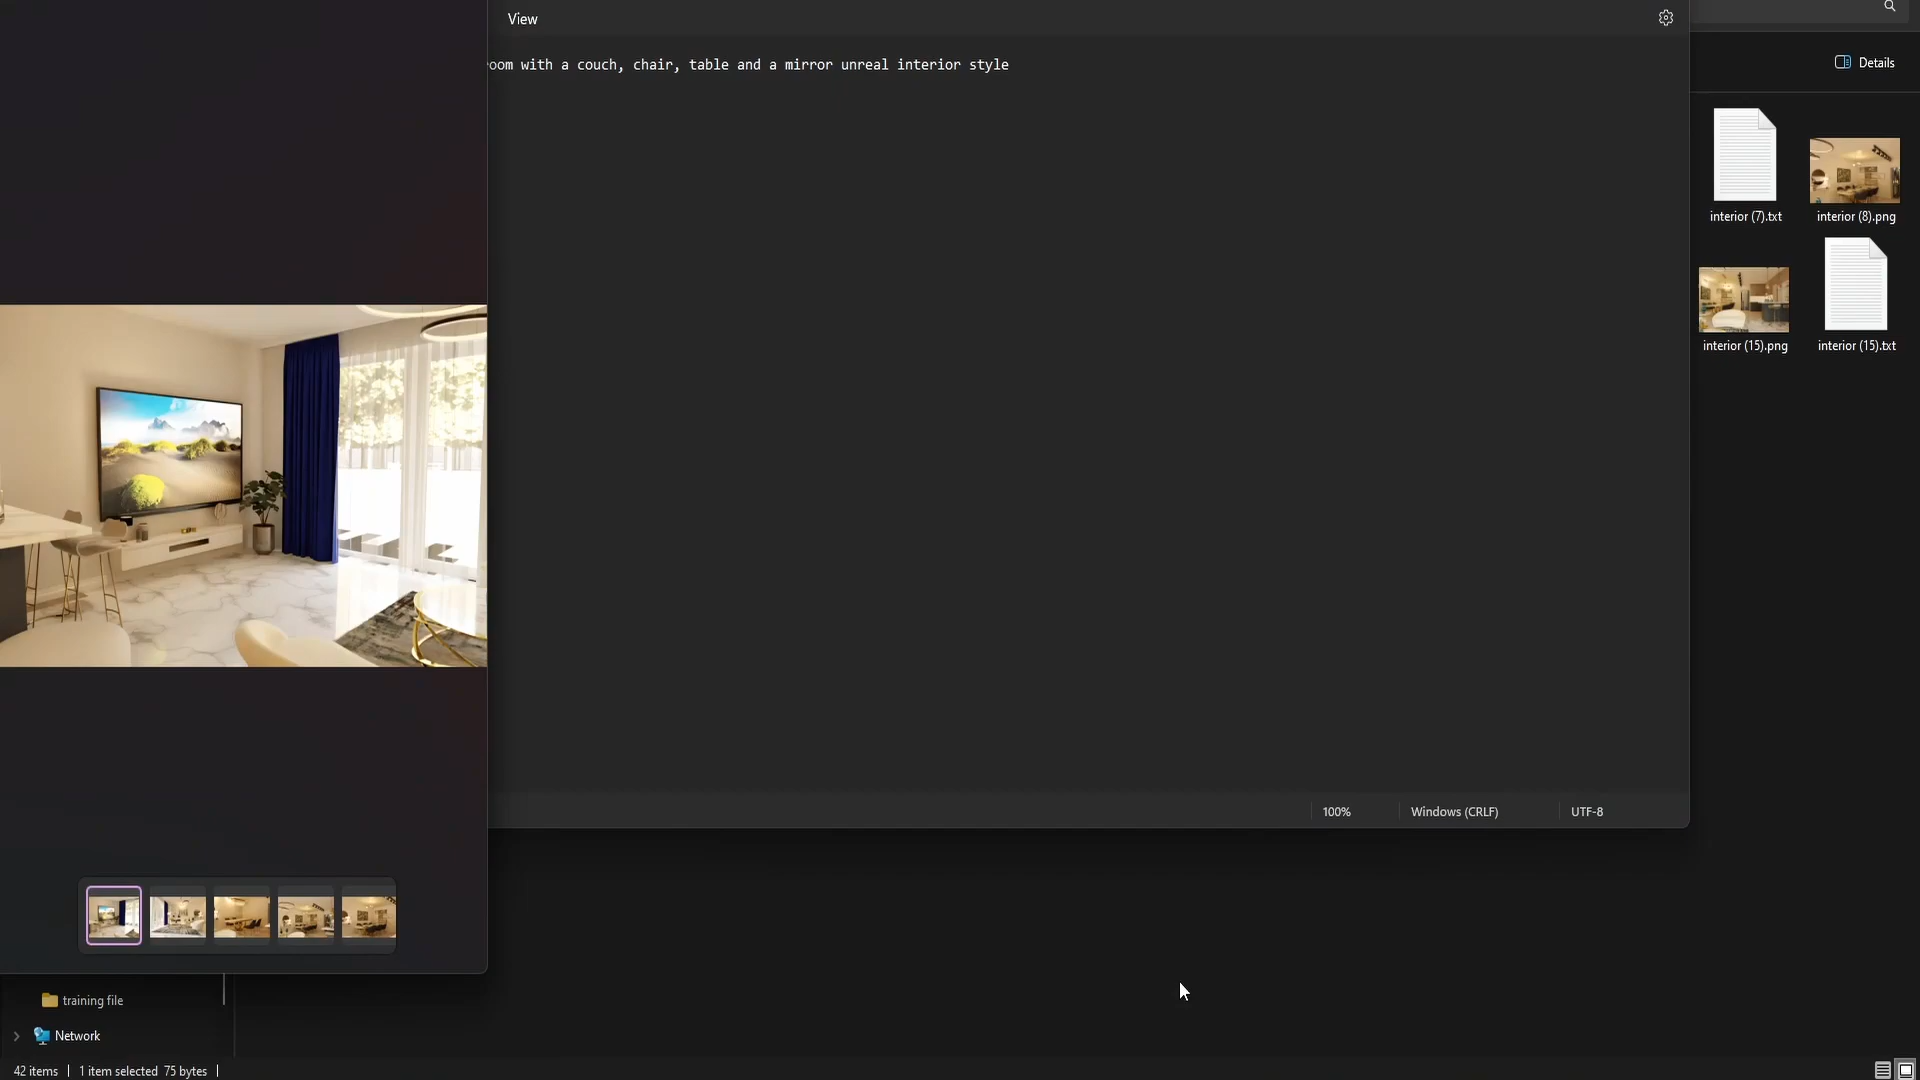 View
room with a couch, chair, table and a mirror unreal interior style
Details
interior (7).txt
interior (8).png
interior (15).png
interior (15).txt
100%
Windows (CRLF)
UTF-8
training file
Network
42 items
1 item selected 75 bytes